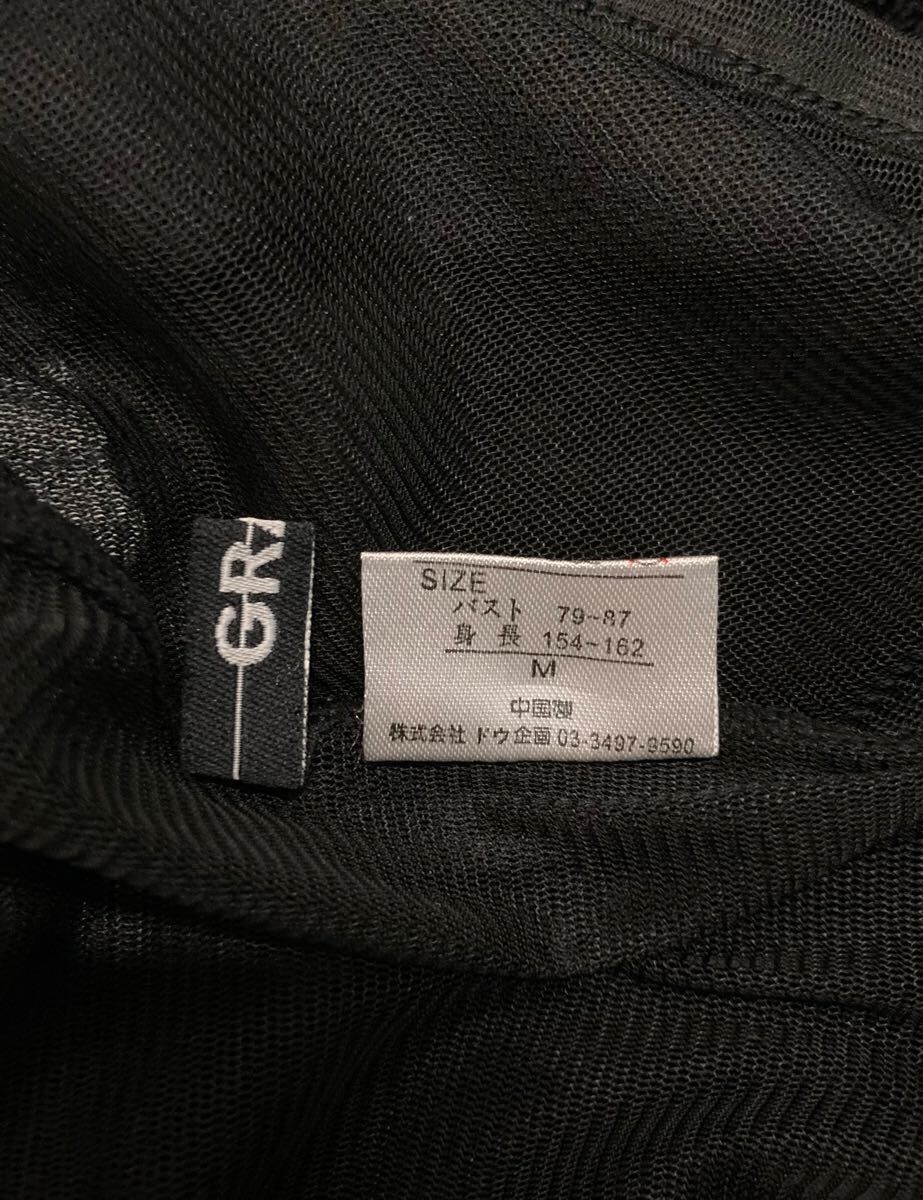 GR
SIZE
バスト 79~87
身長 154~162
M
中国製
株式会社 ドウ企画 03-3497-9590